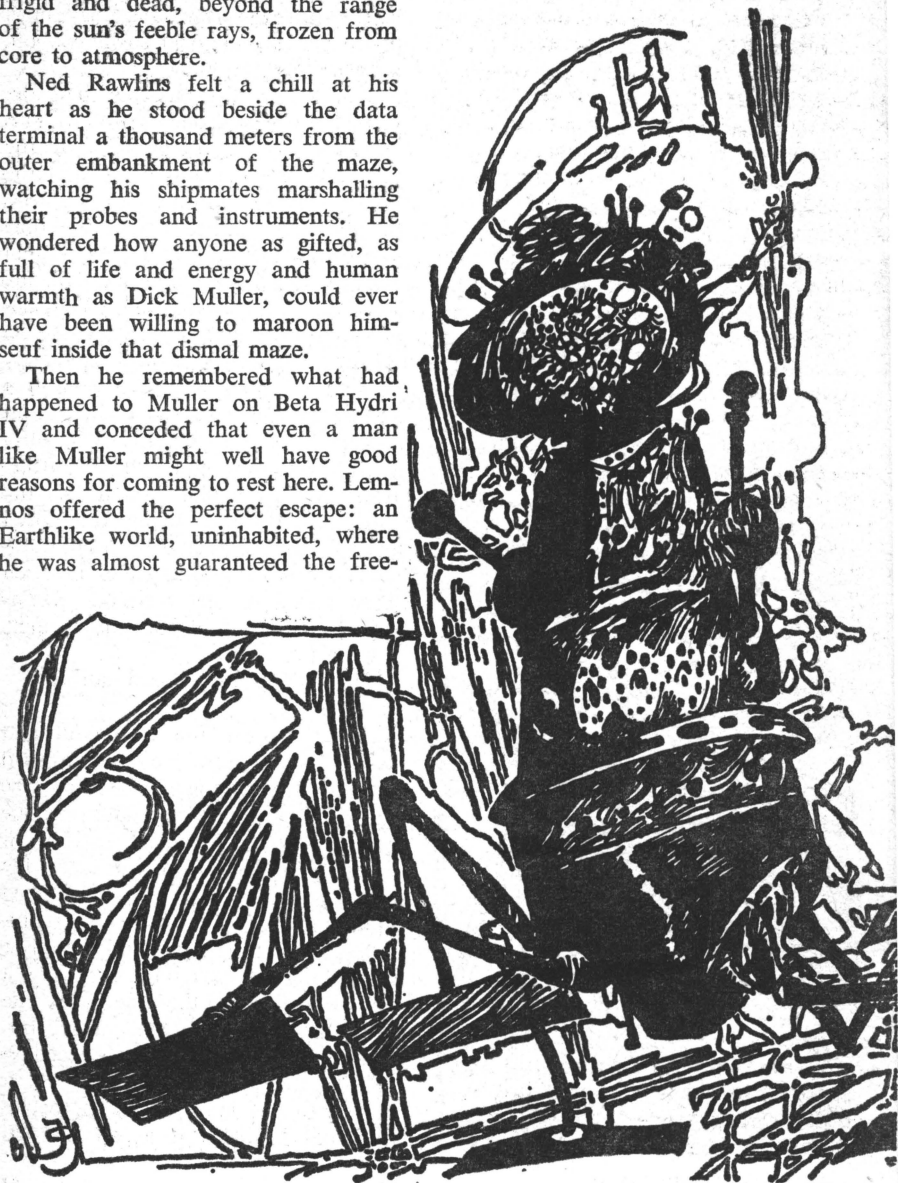 frigid and dead, beyond the range
of the sun's feeble rays, frozen from
core to atmosphere.
Ned Rawlins felt a chill at his
heart as he stood beside the data
terminal a thousand meters from the
outer embankment of the maze,
watching his shipmates marshalling
their probes and instruments. He
wondered how anyone as gifted, as
full of life and energy and human
warmth as Dick Muller, could ever
have been willing to maroon him-
seuf inside that dismal maze.
Then he remembered what had
happened to Muller on Beta Hydri
IV and conceded that even a man
like Muller might well have good
reasons for coming to rest here. Lem-
nos offered the perfect escape: an
Earthlike world, uninhabited, where
he was almost guaranteed the free-